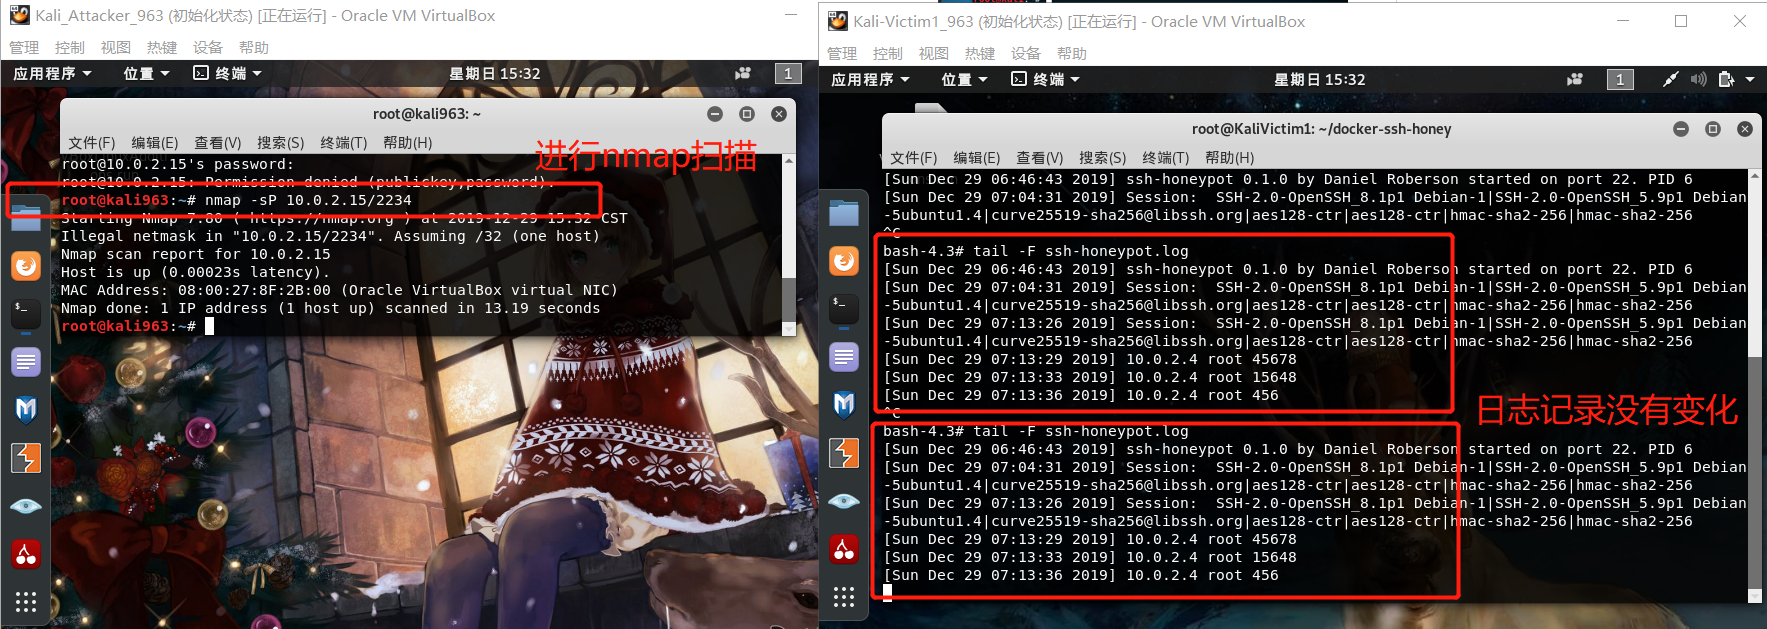 Kali_Attacker_963 (初始化状态) [正在运行] - Oracle VM VirtualBox
管理 控制 视图 热键 设备 帮助
应用程序 位置 终端 星期日 15:32 1
root@kali963: ~
文件(F) 编辑(E) 查看(V) 搜索(S) 终端(T) 帮助(H)
进行nmap扫描
root@10.0.2.15's password:
root@10.0.2.15: Permission denied (publickey,password).
root@kali963:~# nmap -sP 10.0.2.15/2234
Starting Nmap 7.80 ( https://nmap.org ) at 2019-12-29 15:32 CST
Illegal netmask in "10.0.2.15/2234". Assuming /32 (one host)
Nmap scan report for 10.0.2.15
Host is up (0.00023s latency).
MAC Address: 08:00:27:8F:2B:00 (Oracle VirtualBox virtual NIC)
Nmap done: 1 IP address (1 host up) scanned in 13.19 seconds
root@kali963:~#
Kali-Victim1_963 (初始化状态) [正在运行] - Oracle VM VirtualBox
管理 控制 视图 热键 设备 帮助
应用程序 位置 终端 星期日 15:32 1
root@KaliVictim1: ~/docker-ssh-honey
文件(F) 编辑(E) 查看(V) 搜索(S) 终端(T) 帮助(H)
[Sun Dec 29 06:46:43 2019] ssh-honeypot 0.1.0 by Daniel Roberson started on port 22. PID 6
[Sun Dec 29 07:04:31 2019] Session:  SSH-2.0-OpenSSH_8.1p1 Debian-1|SSH-2.0-OpenSSH_5.9p1 Debian
-5ubuntu1.4|curve25519-sha256@libssh.org|aes128-ctr|aes128-ctr|hmac-sha2-256|hmac-sha2-256
^C
bash-4.3# tail -F ssh-honeypot.log
[Sun Dec 29 06:46:43 2019] ssh-honeypot 0.1.0 by Daniel Roberson started on port 22. PID 6
[Sun Dec 29 07:04:31 2019] Session:  SSH-2.0-OpenSSH_8.1p1 Debian-1|SSH-2.0-OpenSSH_5.9p1 Debian
-5ubuntu1.4|curve25519-sha256@libssh.org|aes128-ctr|aes128-ctr|hmac-sha2-256|hmac-sha2-256
[Sun Dec 29 07:13:26 2019] Session:  SSH-2.0-OpenSSH_8.1p1 Debian-1|SSH-2.0-OpenSSH_5.9p1 Debian
-5ubuntu1.4|curve25519-sha256@libssh.org|aes128-ctr|aes128-ctr|hmac-sha2-256|hmac-sha2-256
[Sun Dec 29 07:13:29 2019] 10.0.2.4 root 45678
[Sun Dec 29 07:13:33 2019] 10.0.2.4 root 15648
[Sun Dec 29 07:13:36 2019] 10.0.2.4 root 456
^C
日志记录没有变化
bash-4.3# tail -F ssh-honeypot.log
[Sun Dec 29 06:46:43 2019] ssh-honeypot 0.1.0 by Daniel Roberson started on port 22. PID 6
[Sun Dec 29 07:04:31 2019] Session:  SSH-2.0-OpenSSH_8.1p1 Debian-1|SSH-2.0-OpenSSH_5.9p1 Debian
-5ubuntu1.4|curve25519-sha256@libssh.org|aes128-ctr|aes128-ctr|hmac-sha2-256|hmac-sha2-256
[Sun Dec 29 07:13:26 2019] Session:  SSH-2.0-OpenSSH_8.1p1 Debian-1|SSH-2.0-OpenSSH_5.9p1 Debian
-5ubuntu1.4|curve25519-sha256@libssh.org|aes128-ctr|aes128-ctr|hmac-sha2-256|hmac-sha2-256
[Sun Dec 29 07:13:29 2019] 10.0.2.4 root 45678
[Sun Dec 29 07:13:33 2019] 10.0.2.4 root 15648
[Sun Dec 29 07:13:36 2019] 10.0.2.4 root 456